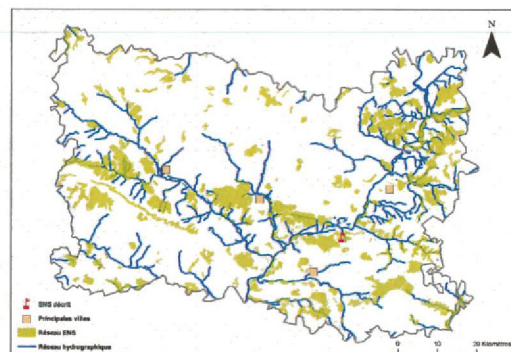 N
ENS décrit
Principales villes
Réseau ENS
Réseau hydrographique
0 10 20 Kilomètres